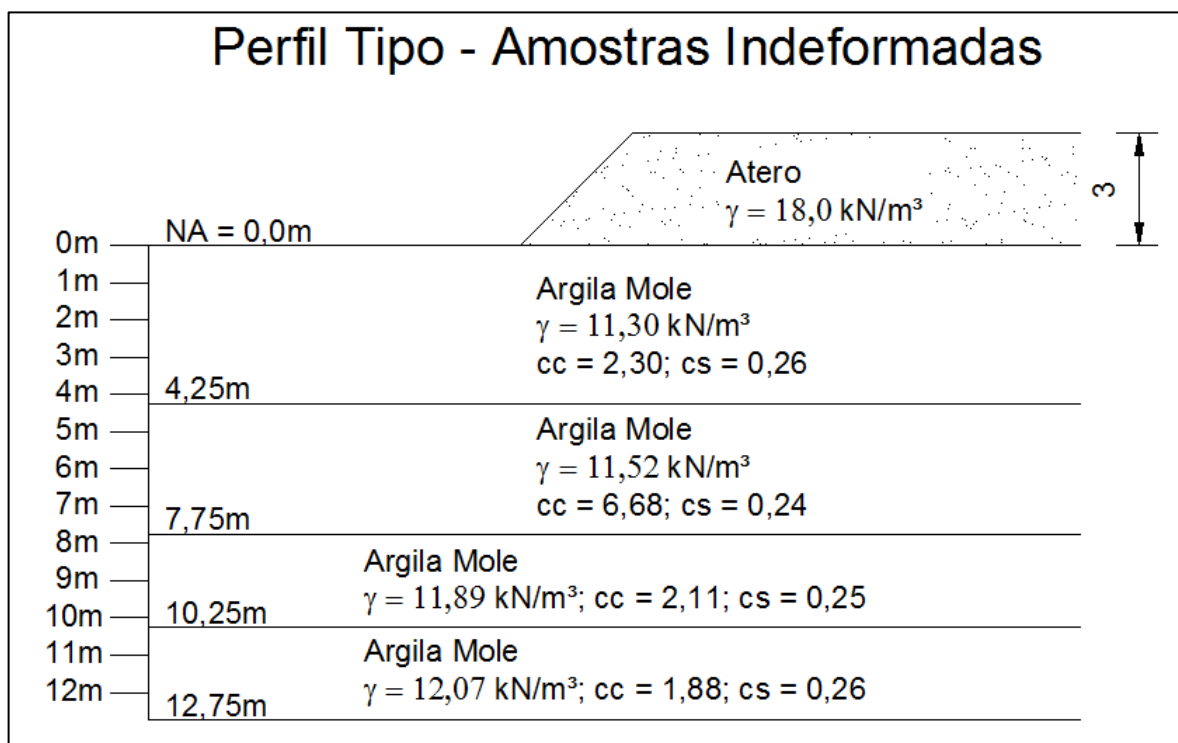 Perfil Tipo - Amostras Indeformadas
Atero
γ = 18,0 kN/m³
3
NA = 0,0m
0m
1m
2m
3m
4m
Argila Mole
γ = 11,30 kN/m³
cc = 2,30; cs = 0,26
4,25m
5m
6m
7m
Argila Mole
γ = 11,52 kN/m³
cc = 6,68; cs = 0,24
7,75m
8m
9m
10m
Argila Mole
γ = 11,89 kN/m³; cc = 2,11; cs = 0,25
10,25m
11m
12m
Argila Mole
γ = 12,07 kN/m³; cc = 1,88; cs = 0,26
12,75m